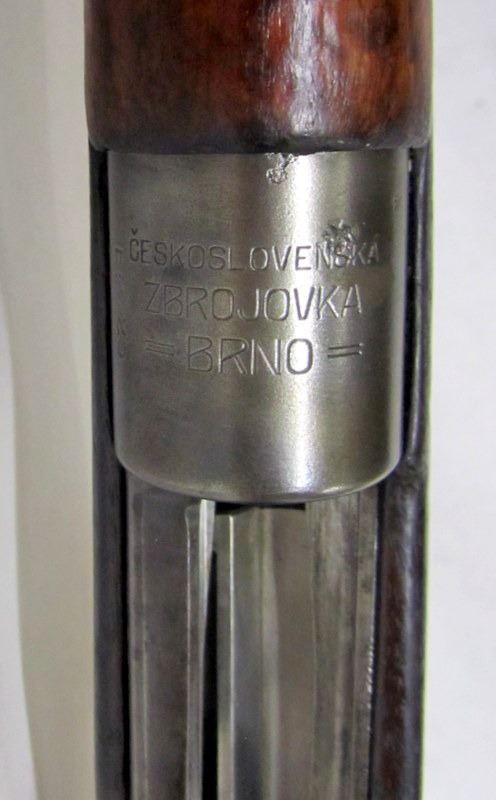 ČESKOSLOVENSKÁ
ZBROJOVKA
= BRNO =